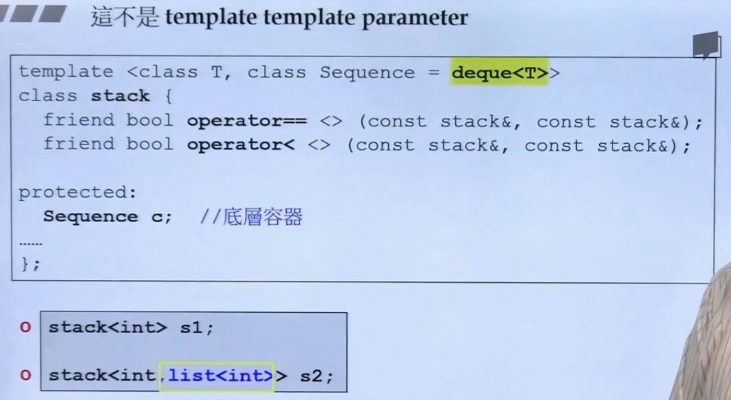 這不是 template template parameter
template <class T, class Sequence = deque<T>>
class stack {
friend bool operator== <> (const stack&, const stack&);
friend bool operator< <> (const stack&, const stack&);
protected:
Sequence c; //底層容器
......
};
o stack<int> s1;
o stack<int,list<int>> s2;